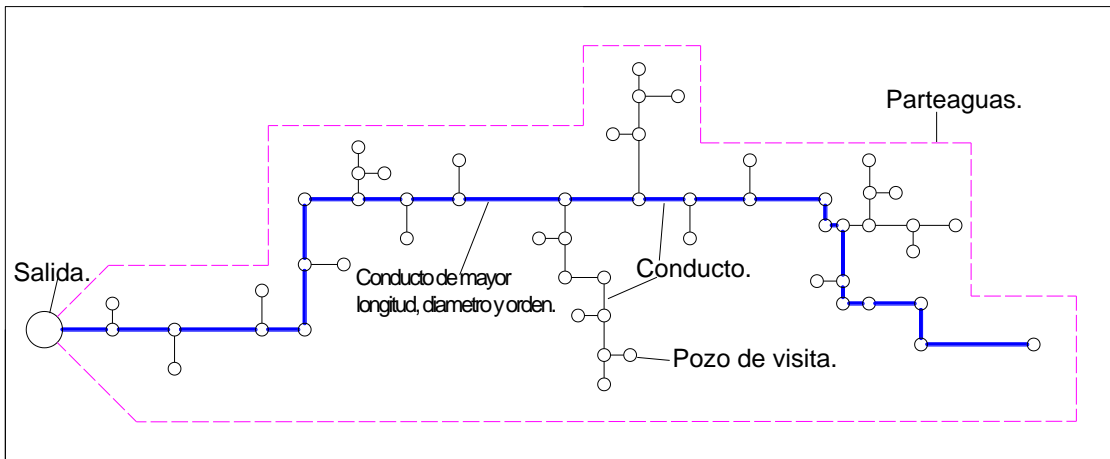 Parteaguas.
Salida.
Conducto de mayor
longitud, diametro y orden.
Conducto.
Pozo de visita.